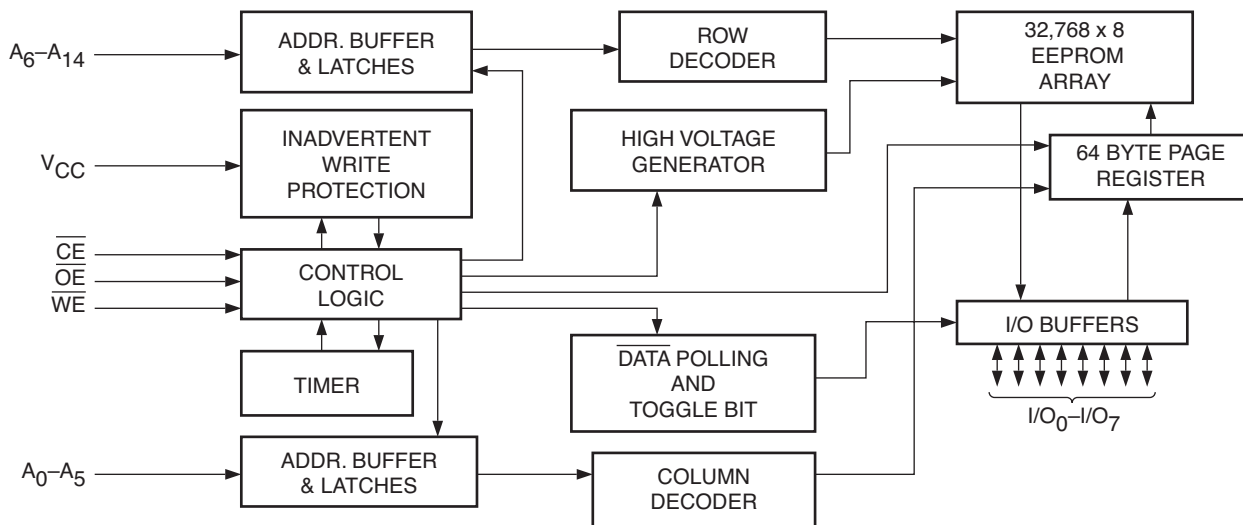 A6–A14
ADDR. BUFFER
& LATCHES
ROW
DECODER
32,768 x 8
EEPROM
ARRAY
VCC
INADVERTENT
WRITE
PROTECTION
HIGH VOLTAGE
GENERATOR
64 BYTE PAGE
REGISTER
CE
OE
WE
CONTROL
LOGIC
I/O BUFFERS
TIMER
DATA POLLING
AND
TOGGLE BIT
I/O0–I/O7
A0–A5
ADDR. BUFFER
& LATCHES
COLUMN
DECODER